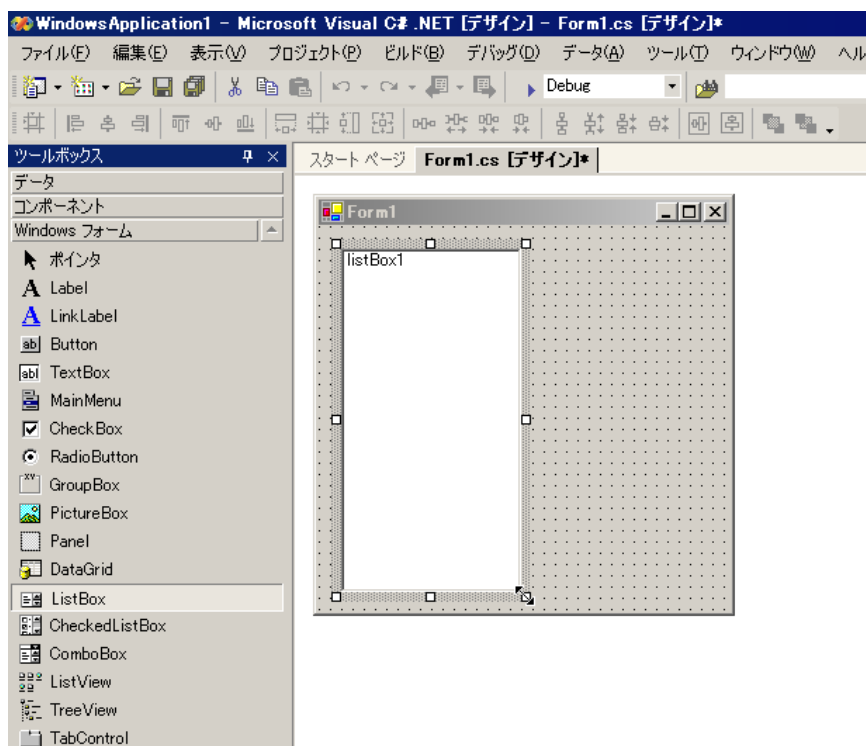 WindowsApplication1 - Microsoft Visual C# .NET [デザイン] - Form1.cs [デザイン]*
ファイル(F) 編集(E) 表示(V) プロジェクト(P) ビルド(B) デバッグ(D) データ(A) ツール(T) ウィンドウ(W) ヘル
Debug
ツールボックス
スタート ページ Form1.cs [デザイン]*
データ
コンポーネント
Windows フォーム
Form1
listBox1
ポインタ
Label
LinkLabel
Button
TextBox
MainMenu
CheckBox
RadioButton
GroupBox
PictureBox
Panel
DataGrid
ListBox
CheckedListBox
ComboBox
ListView
TreeView
TabControl